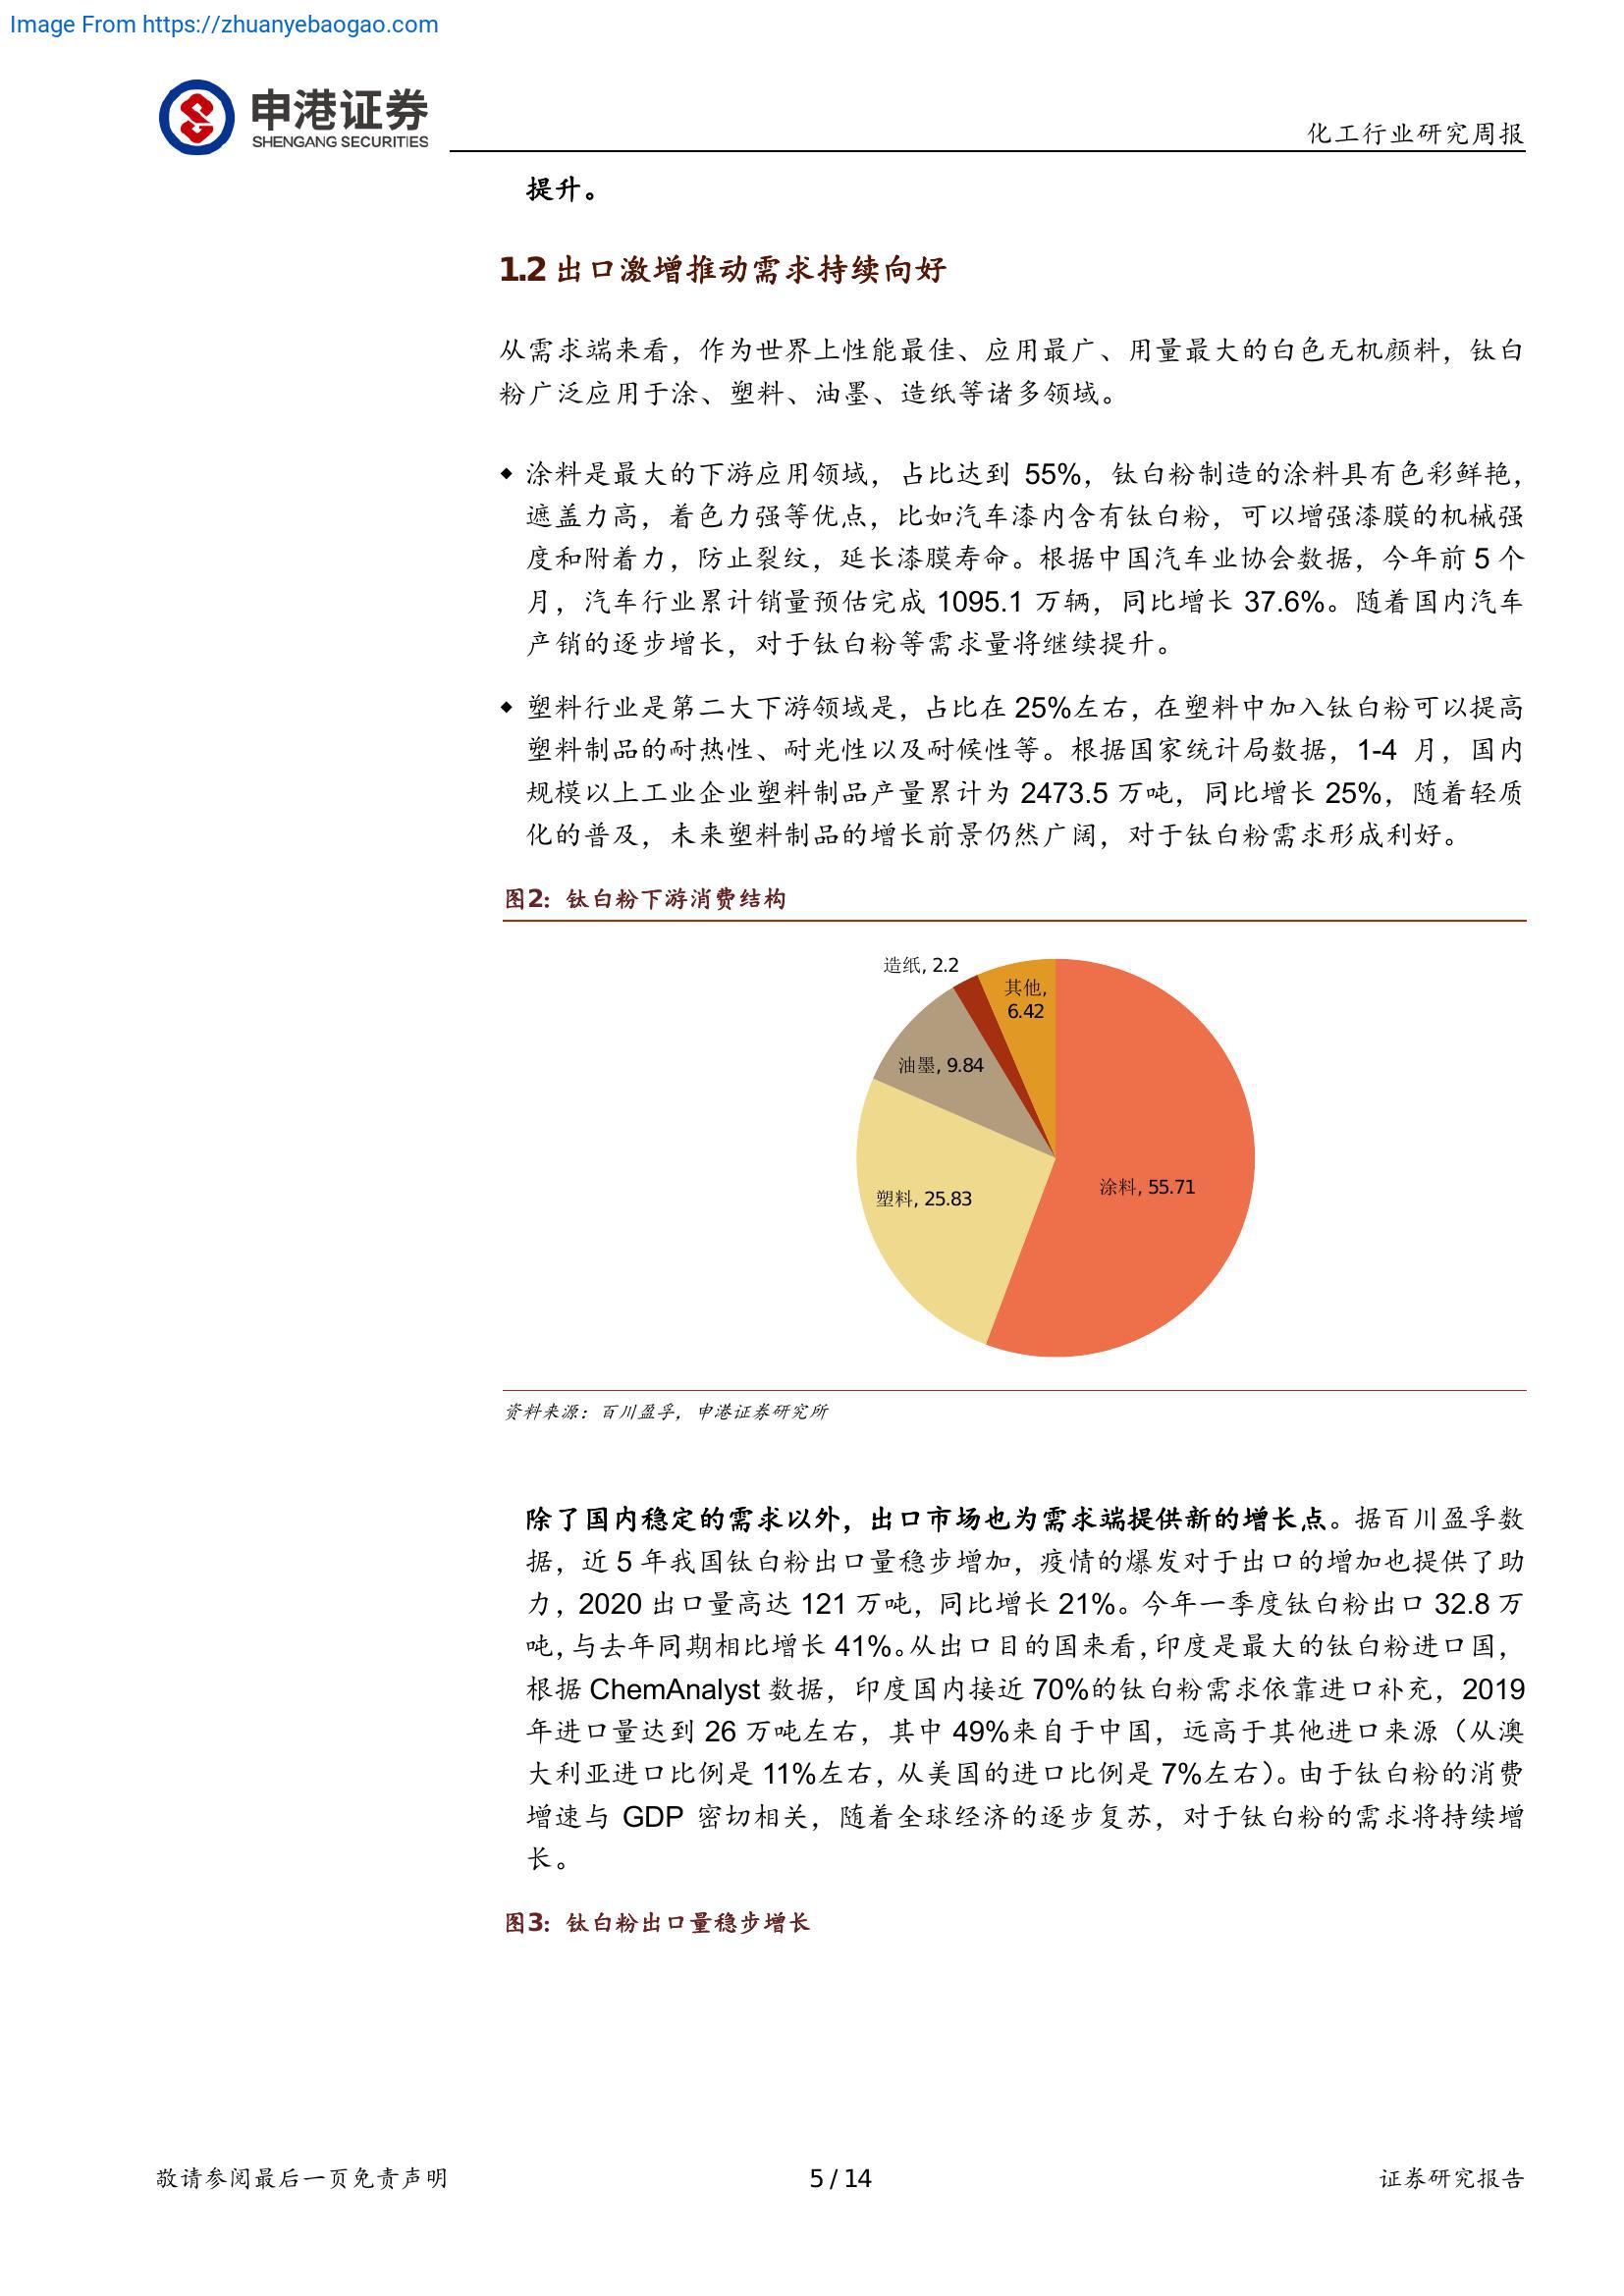 Image From https://zhuanyebaogao.com
申港证券
SHENGANG SECURITIES
化工行业研究周报
提升。
1.2 出口激增推动需求持续向好
从需求端来看，作为世界上性能最佳、应用最广、用量最大的白色无机颜料，钛白
粉广泛应用于涂、塑料、油墨、造纸等诸多领域。
◆ 涂料是最大的下游应用领域，占比达到 55%，钛白粉制造的涂料具有色彩鲜艳，
遮盖力高，着色力强等优点，比如汽车漆内含有钛白粉，可以增强漆膜的机械强
度和附着力，防止裂纹，延长漆膜寿命。根据中国汽车业协会数据，今年前 5 个
月，汽车行业累计销量预估完成 1095.1 万辆，同比增长 37.6%。随着国内汽车
产销的逐步增长，对于钛白粉等需求量将继续提升。
◆ 塑料行业是第二大下游领域是，占比在 25%左右，在塑料中加入钛白粉可以提高
塑料制品的耐热性、耐光性以及耐候性等。根据国家统计局数据，1-4 月，国内
规模以上工业企业塑料制品产量累计为 2473.5 万吨，同比增长 25%，随着轻质
化的普及，未来塑料制品的增长前景仍然广阔，对于钛白粉需求形成利好。
图2：钛白粉下游消费结构
造纸, 2.2
其他,
6.42
油墨, 9.84
涂料, 55.71
塑料, 25.83
资料来源：百川盈孚，申港证券研究所
除了国内稳定的需求以外，出口市场也为需求端提供新的增长点。据百川盈孚数
据，近 5 年我国钛白粉出口量稳步增加，疫情的爆发对于出口的增加也提供了助
力，2020 出口量高达 121 万吨，同比增长 21%。今年一季度钛白粉出口 32.8 万
吨，与去年同期相比增长 41%。从出口目的国来看，印度是最大的钛白粉进口国，
根据 ChemAnalyst 数据，印度国内接近 70%的钛白粉需求依靠进口补充，2019
年进口量达到 26 万吨左右，其中 49%来自于中国，远高于其他进口来源（从澳
大利亚进口比例是 11%左右，从美国的进口比例是 7%左右）。由于钛白粉的消费
增速与 GDP 密切相关，随着全球经济的逐步复苏，对于钛白粉的需求将持续增
长。
图3：钛白粉出口量稳步增长
敬请参阅最后一页免责声明
5 / 14
证券研究报告